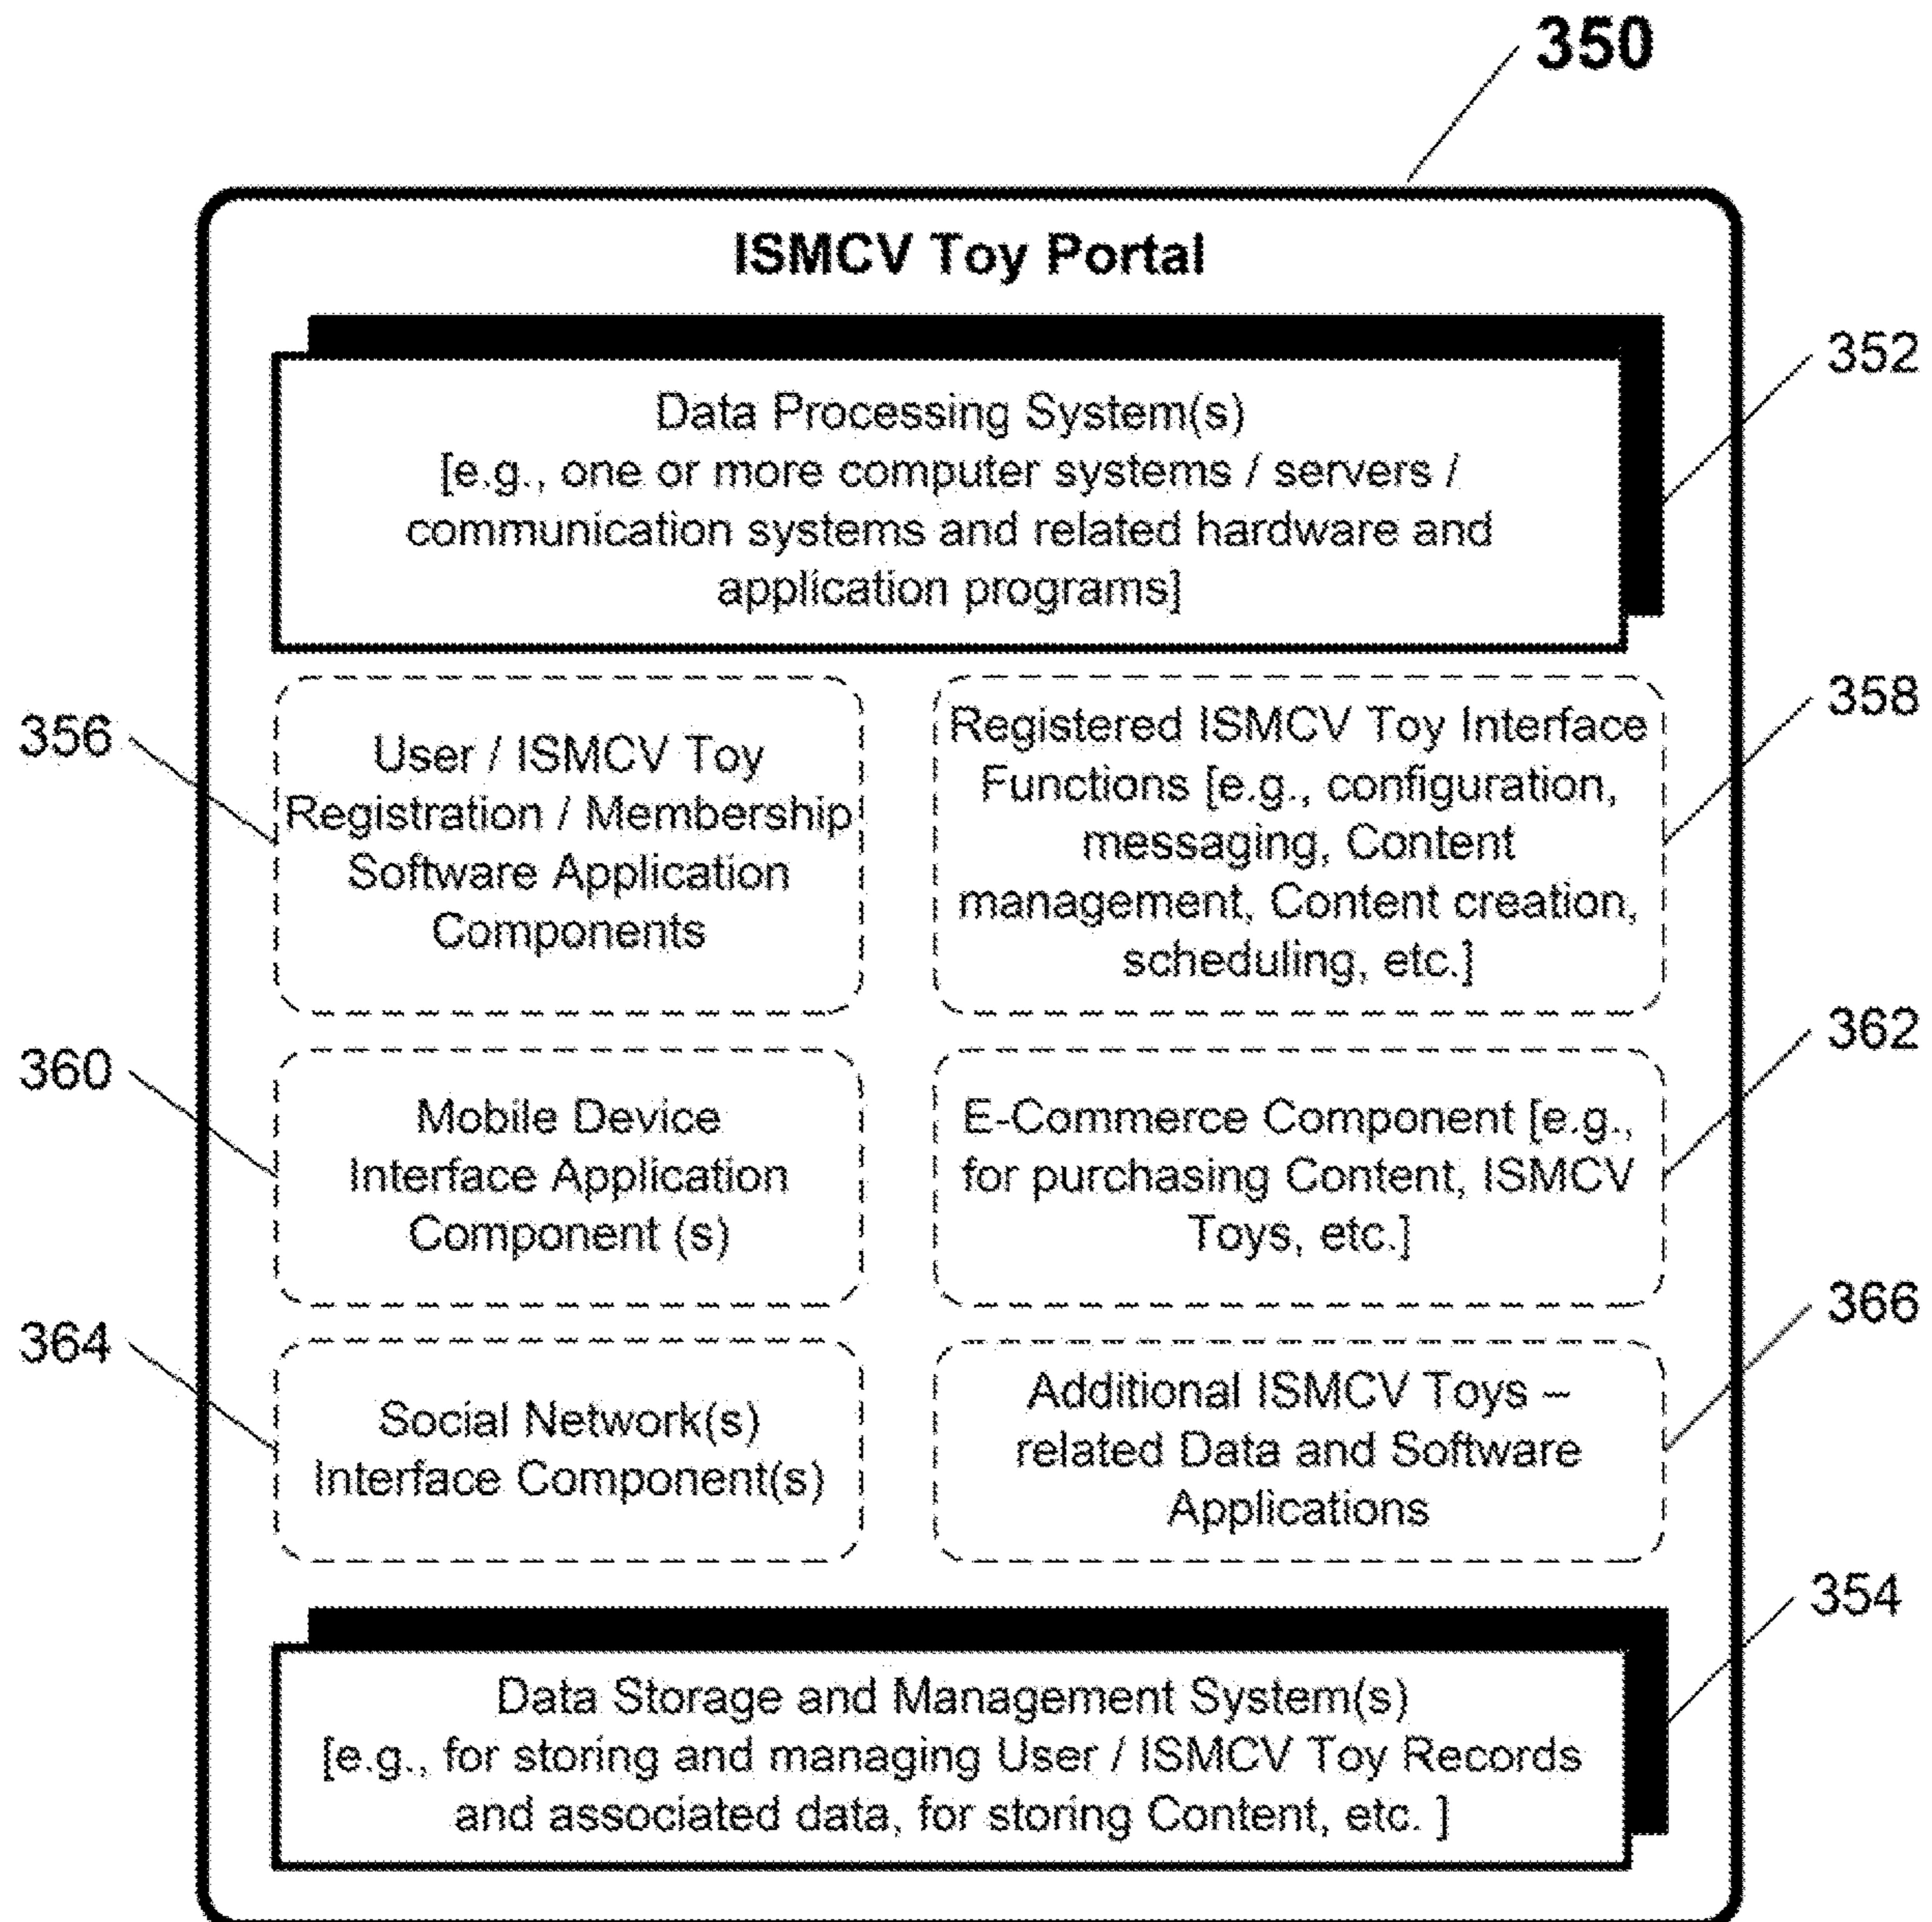 350
ISMCV Toy Portal
352
Data Processing System(s)
[e.g., one or more computer systems / servers /
communication systems and related hardware and
application programs]
356
User / ISMCV Toy
Registration / Membership
Software Application
Components
358
Registered ISMCV Toy Interface
Functions [e.g., configuration,
messaging, Content
management, Content creation,
scheduling, etc.]
360
Mobile Device
Interface Application
Component (s)
362
E-Commerce Component [e.g.,
for purchasing Content, ISMCV
Toys, etc.]
364
Social Network(s)
Interface Component(s)
366
Additional ISMCV Toys –
related Data and Software
Applications
354
Data Storage and Management System(s)
[e.g., for storing and managing User / ISMCV Toy Records
and associated data, for storing Content, etc. ]